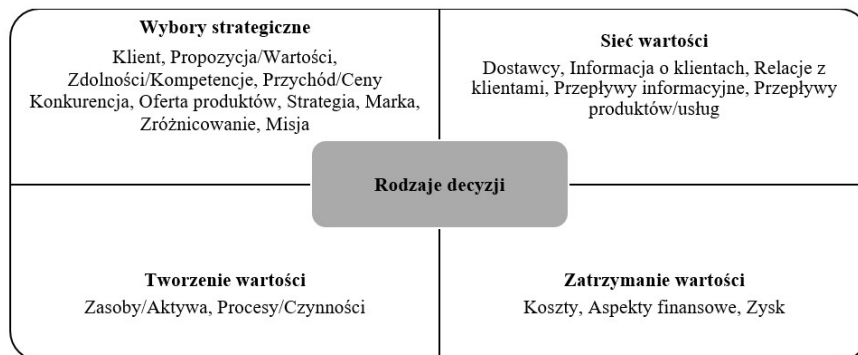 Wybory strategiczne
Klient, Propozycja/Wartości,
Zdolności/Kompetencje, Przychód/Ceny
Konkurencja, Oferta produktów, Strategia, Marka,
Zróżnicowanie, Misja
Sieć wartości
Dostawcy, Informacja o klientach, Relacje z
klientami, Przepływy informacyjne, Przepływy
produktów/usług
Rodzaje decyzji
Tworzenie wartości
Zasoby/Aktywa, Procesy/Czynności
Zatrzymanie wartości
Koszty, Aspekty finansowe, Zysk